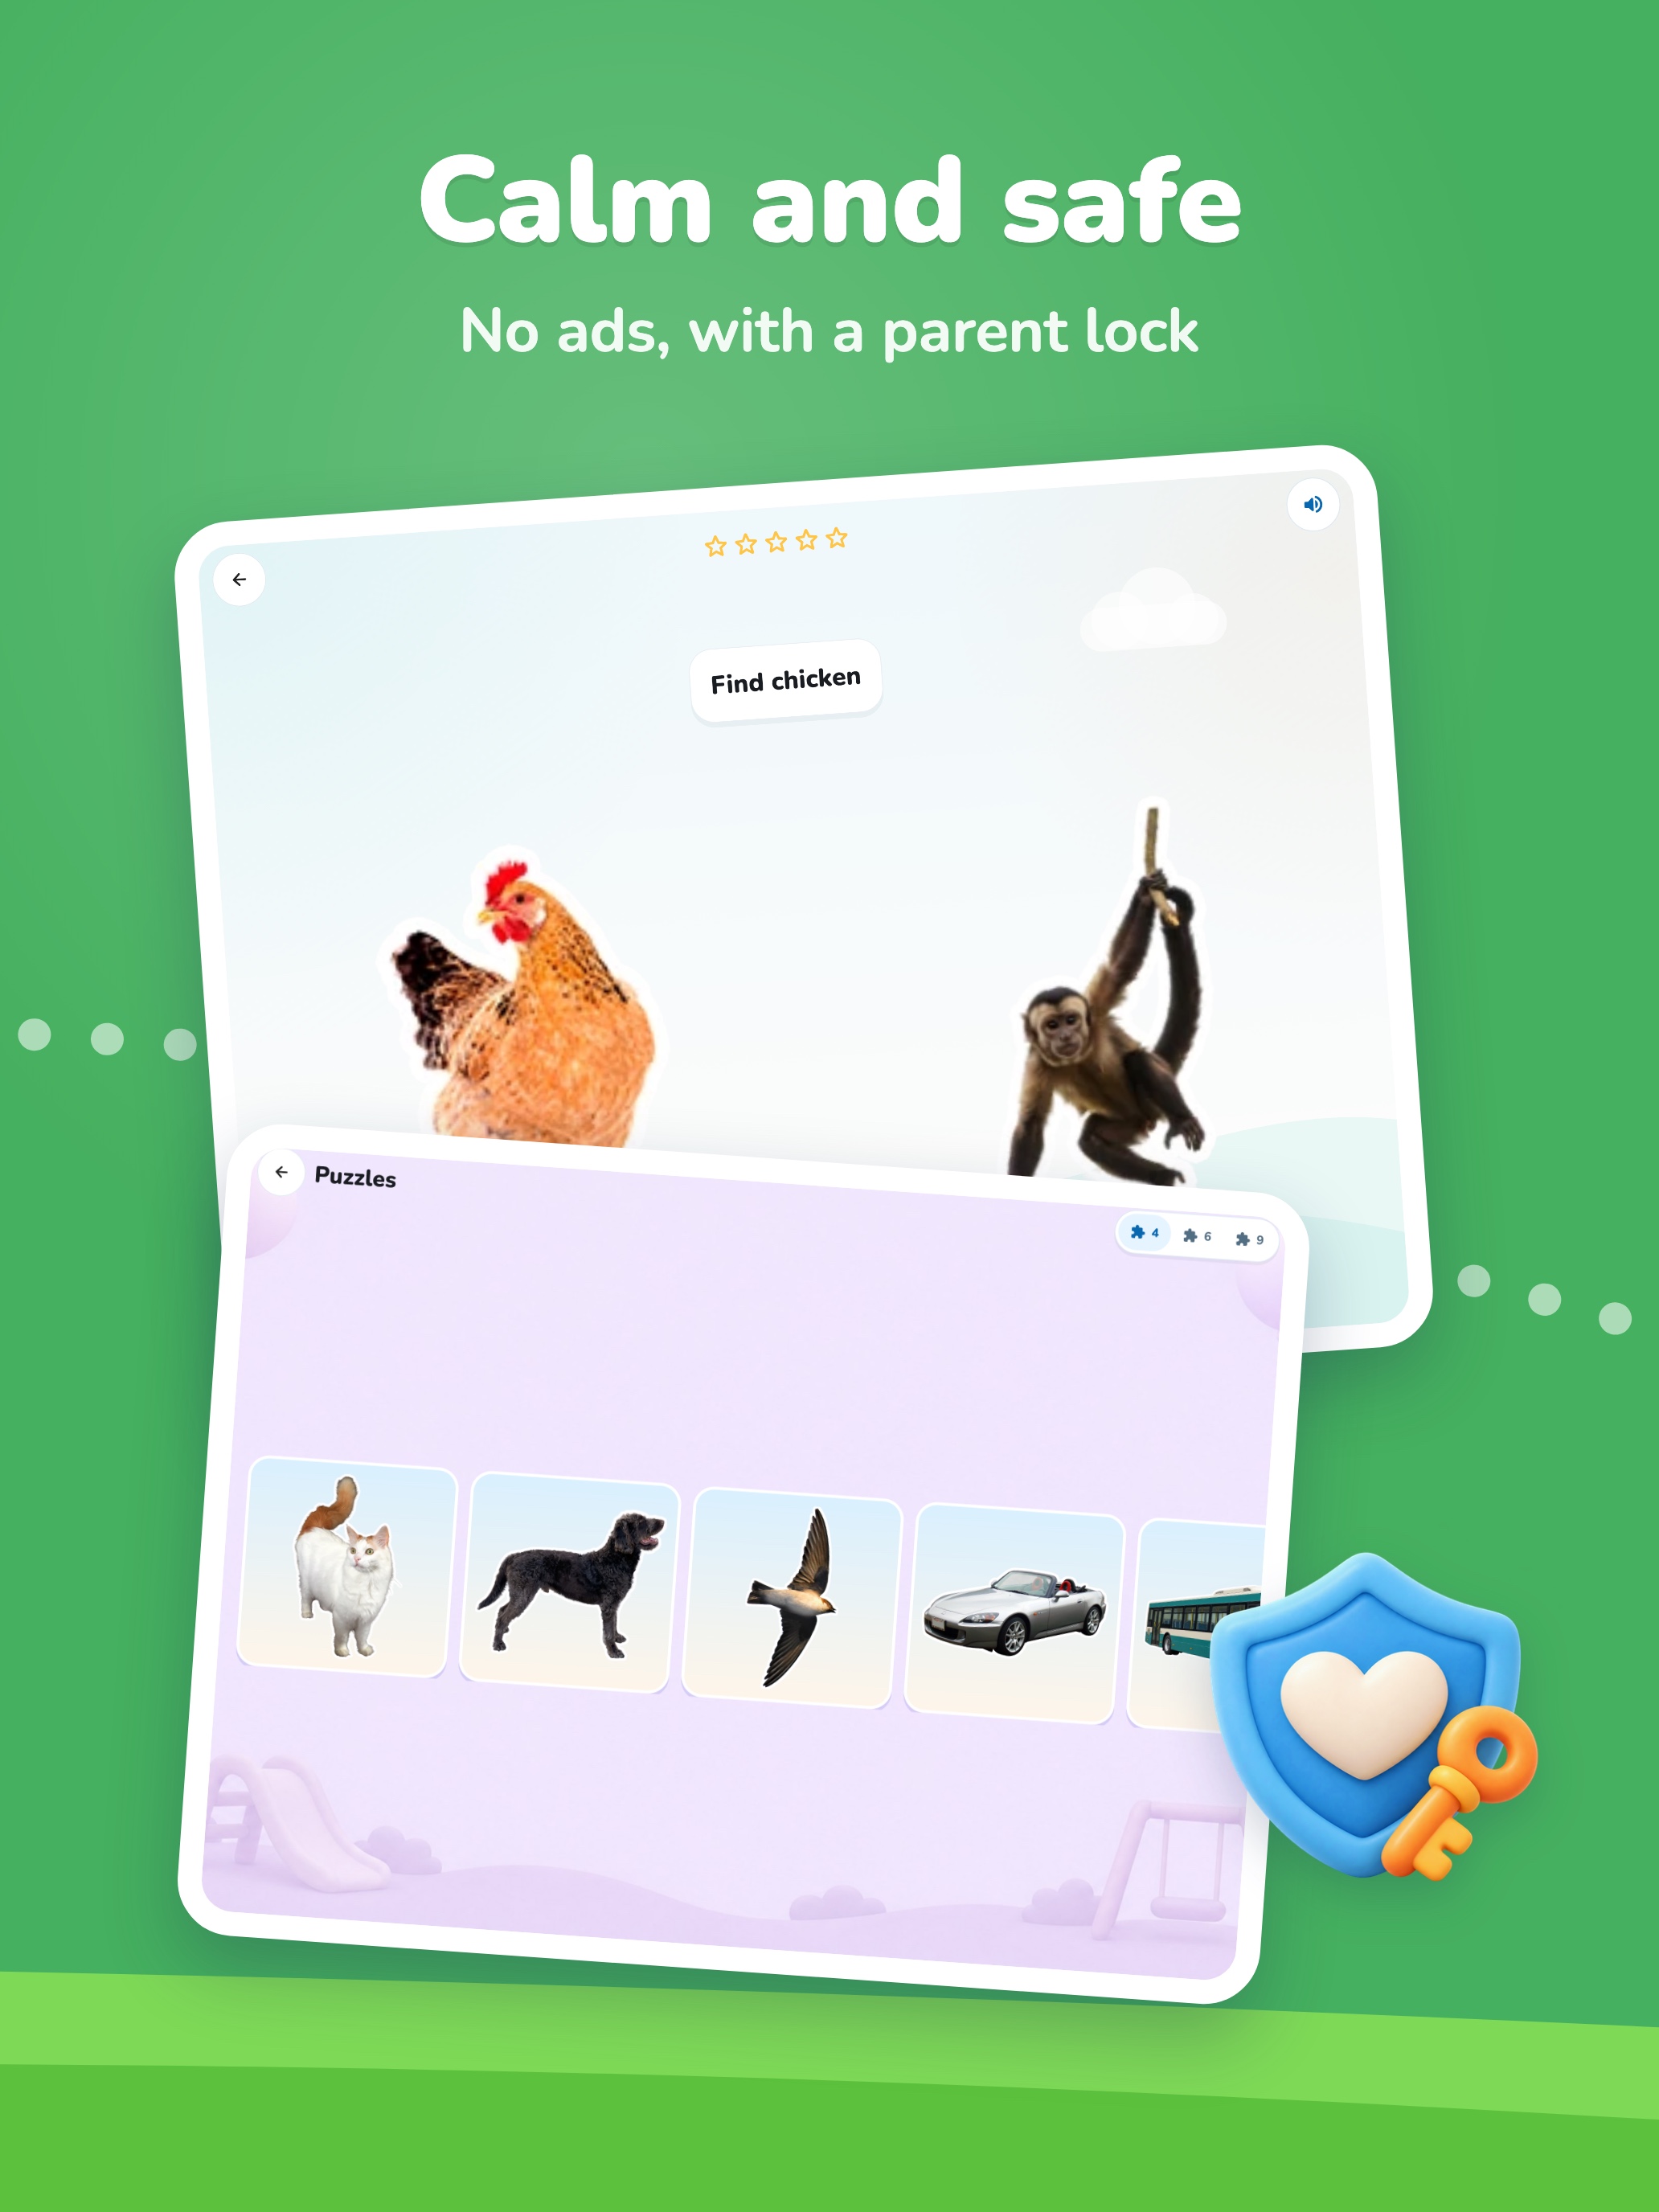 Calm and safe
No ads, with a parent lock
Find chicken
Puzzles
4 6 9